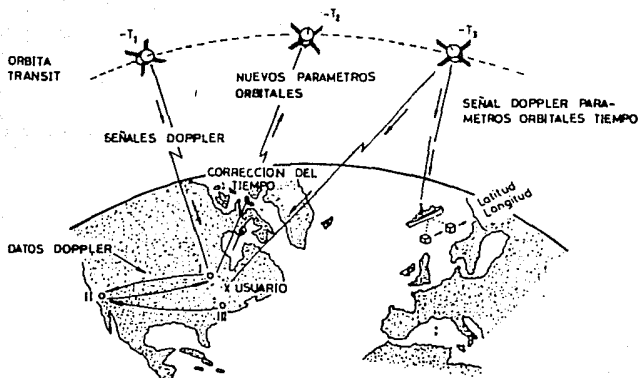 -T1
-T2
-T3
ORBITA
TRANSIT
NUEVOS PARAMETROS
ORBITALES
SEÑAL DOPPLER PARA-
METROS ORBITALES TIEMPO
SEÑALES DOPPLER
CORRECCION DEL
TIEMPO
Latitud
Longitud
DATOS DOPPLER
I
X USUARIO
II